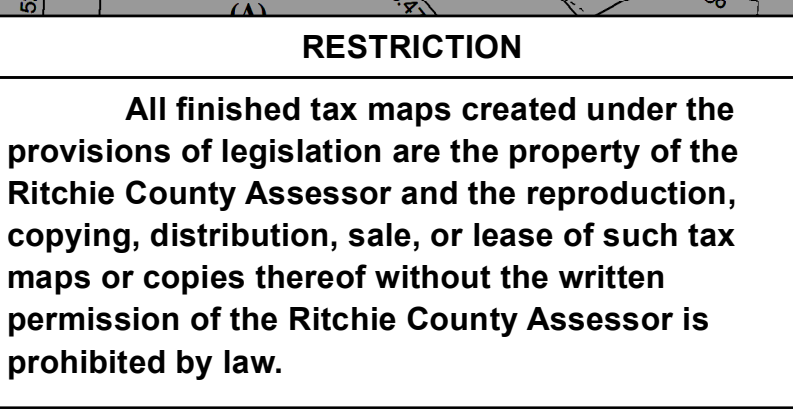 (A)
RESTRICTION
All finished tax maps created under the
provisions of legislation are the property of the
Ritchie County Assessor and the reproduction,
copying, distribution, sale, or lease of such tax
maps or copies thereof without the written
permission of the Ritchie County Assessor is
prohibited by law.